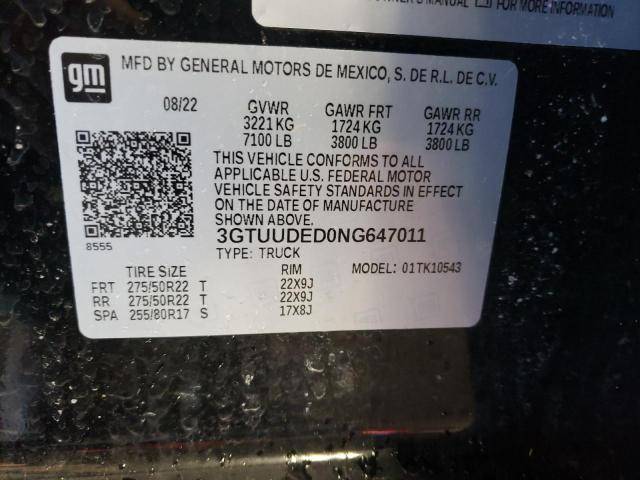 OWNER'S MANUAL FOR MORE INFORMATION
gm
MFD BY GENERAL MOTORS DE MEXICO, S. DE R.L. DE C.V.
08/22 GVWR GAWR FRT GAWR RR
3221 KG 1724 KG 1724 KG
7100 LB 3800 LB 3800 LB
THIS VEHICLE CONFORMS TO ALL
APPLICABLE U.S. FEDERAL MOTOR
VEHICLE SAFETY STANDARDS IN EFFECT
ON THE DATE OF MANUFACTURE
SHOWN ABOVE.
8555
3GTUUDED0NG647011
TYPE: TRUCK MODEL: 01TK10543
TIRE SIZE RIM
FRT 275/50R22 T 22X9J
RR 275/50R22 T 22X9J
SPA 255/80R17 S 17X8J